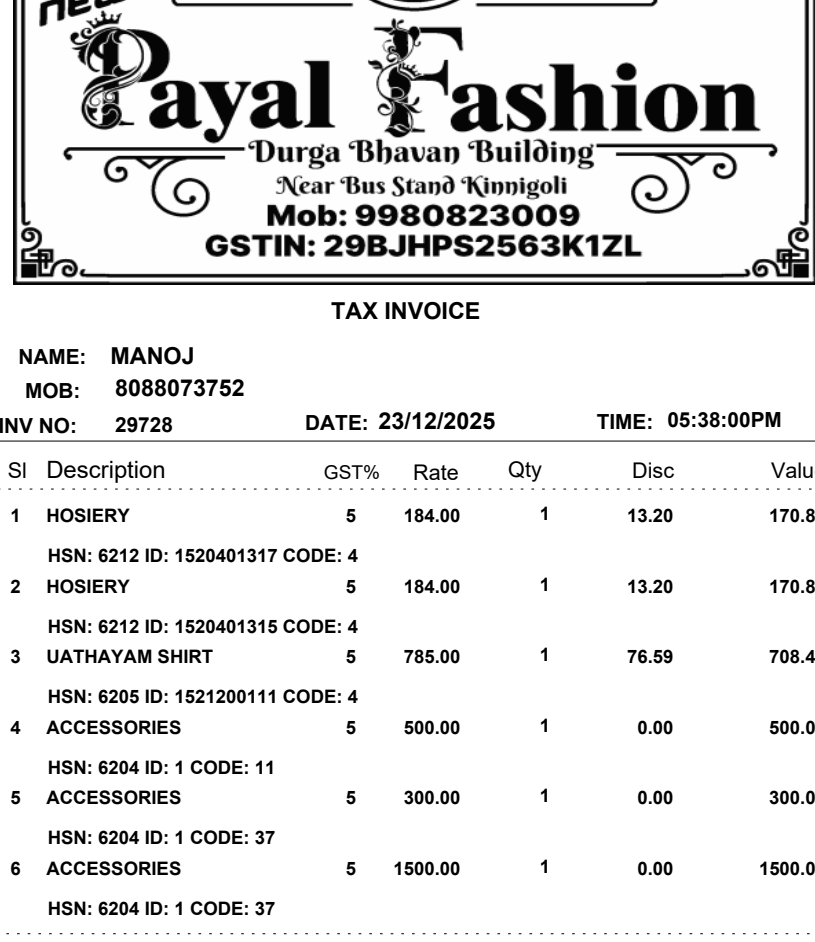 new
Payal Fashion
Durga Bhavan Building
Near Bus Stand Kinnigoli
Mob: 9980823009
GSTIN: 29BJHPS2563K1ZL
TAX INVOICE
NAME: MANOJ
MOB: 8088073752
INV NO: 29728 DATE: 23/12/2025 TIME: 05:38:00PM
Sl Description GST% Rate Qty Disc Valu
1 HOSIERY 5 184.00 1 13.20 170.8
HSN: 6212 ID: 1520401317 CODE: 4
2 HOSIERY 5 184.00 1 13.20 170.8
HSN: 6212 ID: 1520401315 CODE: 4
3 UATHAYAM SHIRT 5 785.00 1 76.59 708.4
HSN: 6205 ID: 1521200111 CODE: 4
4 ACCESSORIES 5 500.00 1 0.00 500.0
HSN: 6204 ID: 1 CODE: 11
5 ACCESSORIES 5 300.00 1 0.00 300.0
HSN: 6204 ID: 1 CODE: 37
6 ACCESSORIES 5 1500.00 1 0.00 1500.0
HSN: 6204 ID: 1 CODE: 37